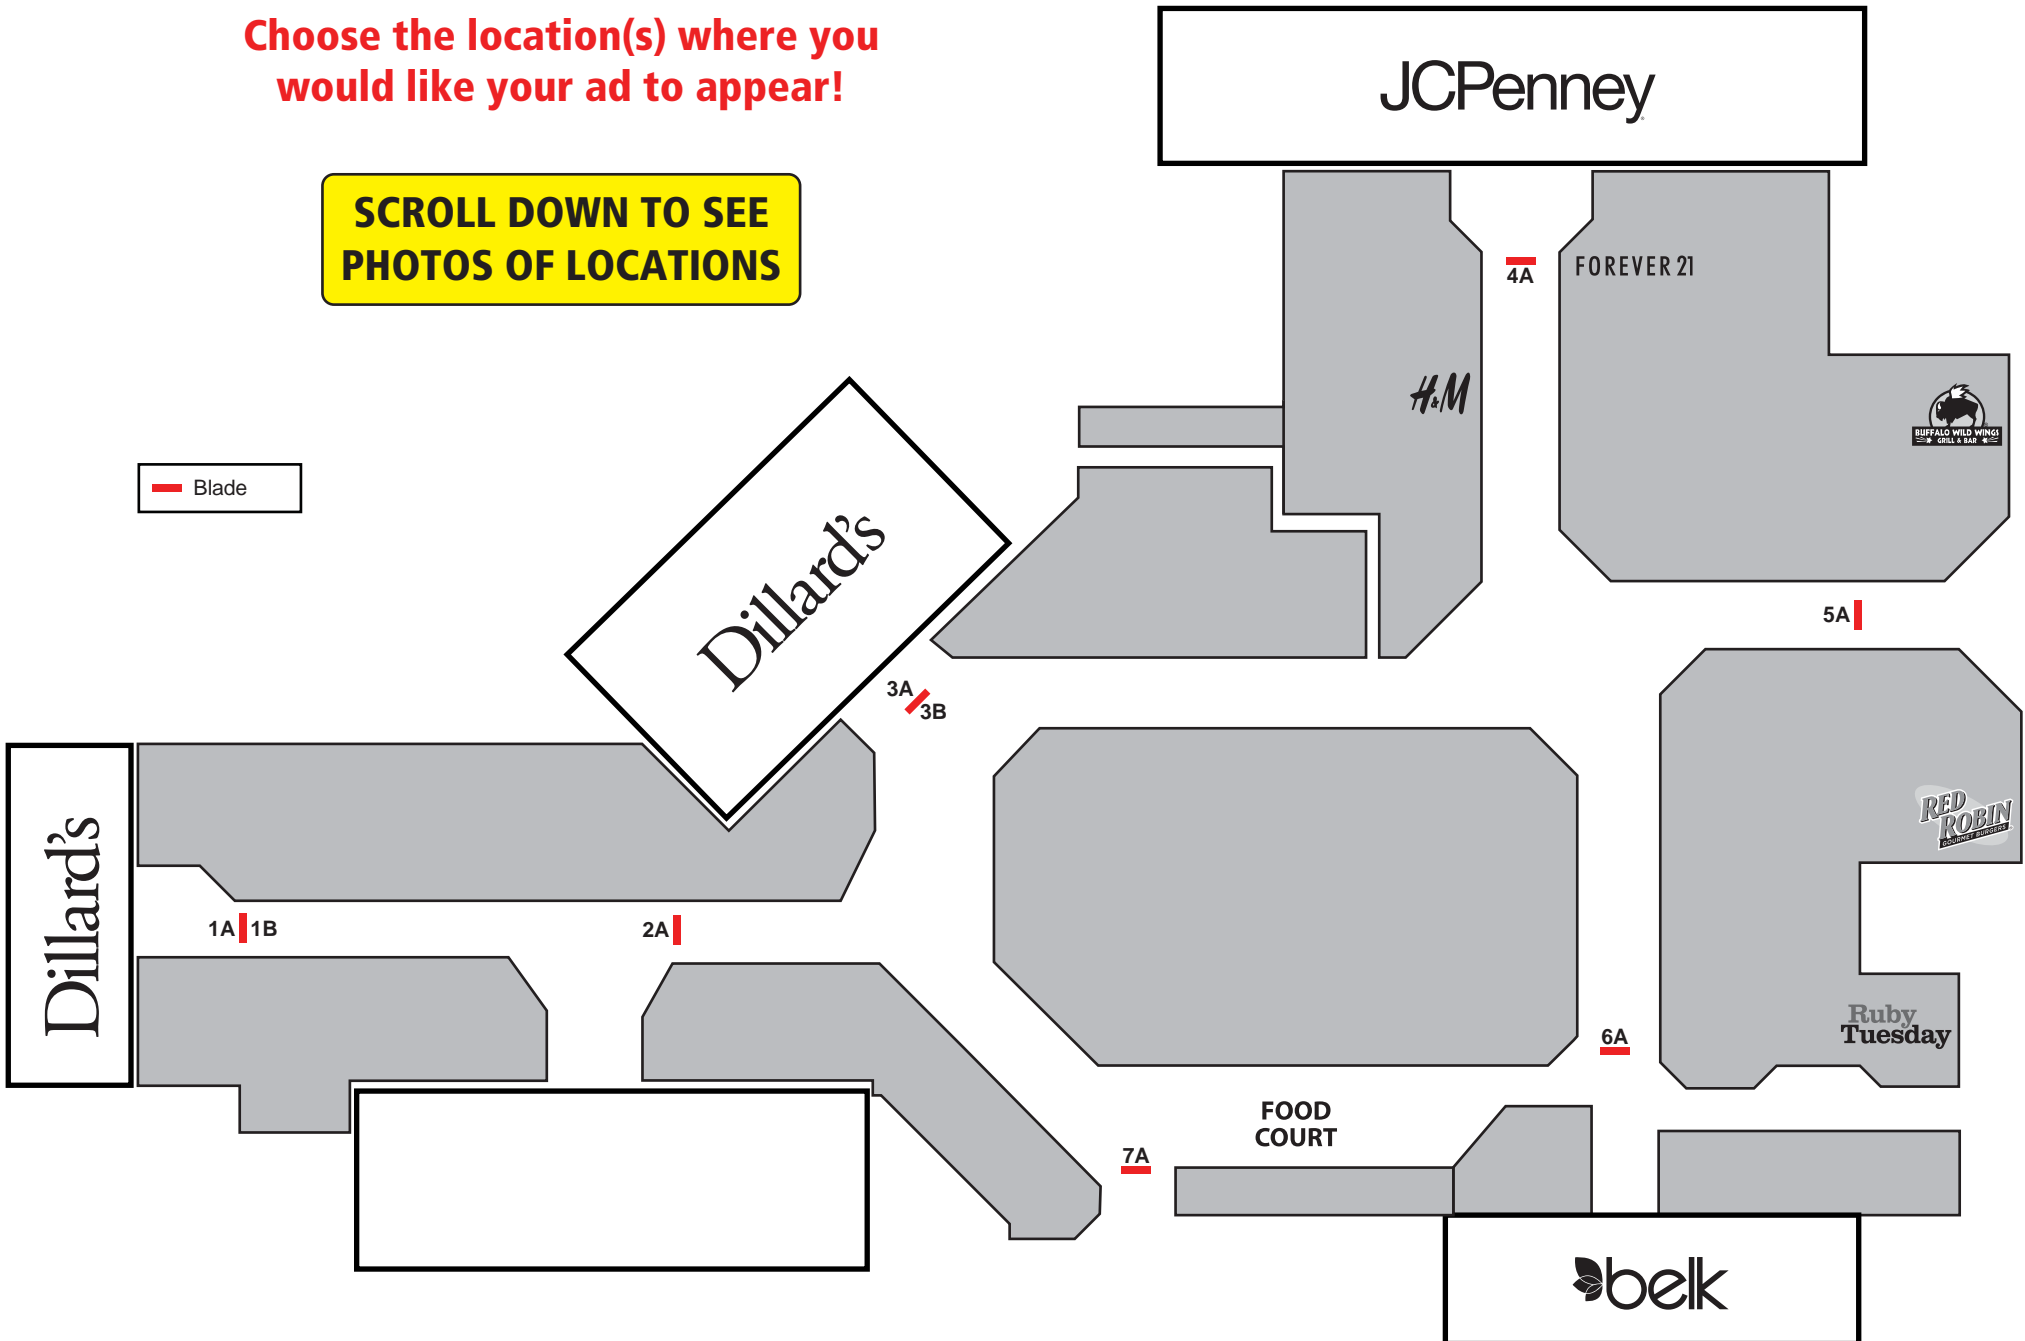 Choose the location(s) where you
would like your ad to appear!
SCROLL DOWN TO SEE
PHOTOS OF LOCATIONS
Blade
JCPenney
4A
FOREVER 21
H&M
BUFFALO WILD WINGS
GRILL & BAR
Dillard's
5A
3A
3B
RED
ROBIN
GOURMET BURGERS
Dillard's
1A
1B
2A
Ruby
Tuesday
6A
FOOD
COURT
7A
belk